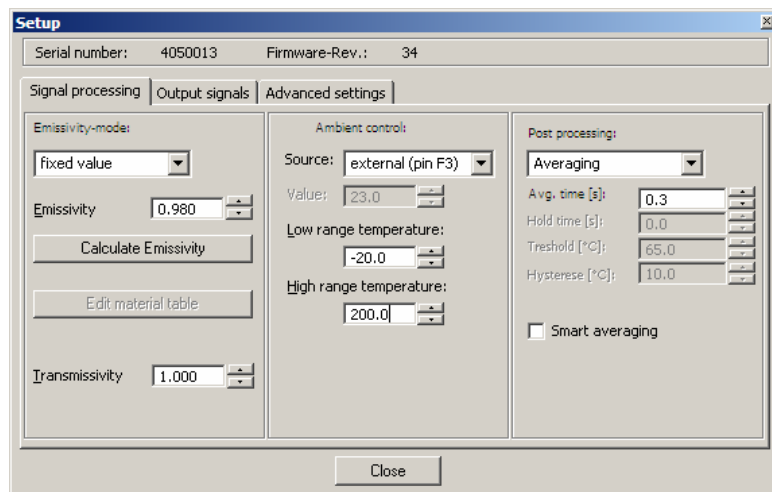 Setup
Serial number: 4050013 Firmware-Rev.: 34
Signal processing Output signals Advanced settings
Emissivity-mode:
fixed value
Emissivity 0.980
Calculate Emissivity
Edit material table
Transmissivity 1.000
Ambient control:
Source: external (pin F3)
Value: 23.0
Low range temperature:
-20.0
High range temperature:
200.0
Post processing:
Averaging
Avg. time [s]: 0.3
Hold time [s]: 0.0
Treshold [°C]: 65.0
Hysterese [°C]: 10.0
Smart averaging
Close